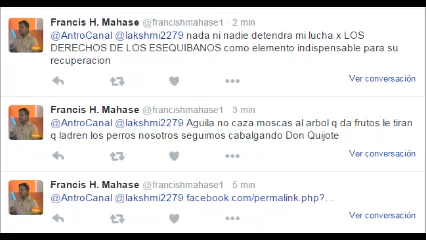 Francis H. Mahase @francishmahase1 · 2 min
@AntroCanal @lakshmi2279 nada ni nadie detendra mi lucha x LOS
DERECHOS DE LOS ESEQUIBANOS como elemento indispensable para su
recuperacion
Ver conversación
Francis H. Mahase @francishmahase1 · 3 min
@AntroCanal @lakshmi2279 Aguila no caza moscas al arbol q da frutos le tiran
q ladren los perros nosotros seguimos cabalgando Don Quijote
Ver conversación
Francis H. Mahase @francishmahase1 · 5 min
@AntroCanal @lakshmi2279 facebook.com/permalink.php?…
Ver conversación